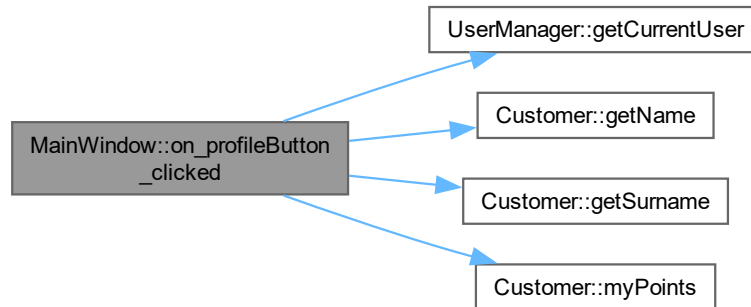 UserManager::getCurrentUser
Customer::getName
MainWindow::on_profileButton
_clicked
Customer::getSurname
Customer::myPoints